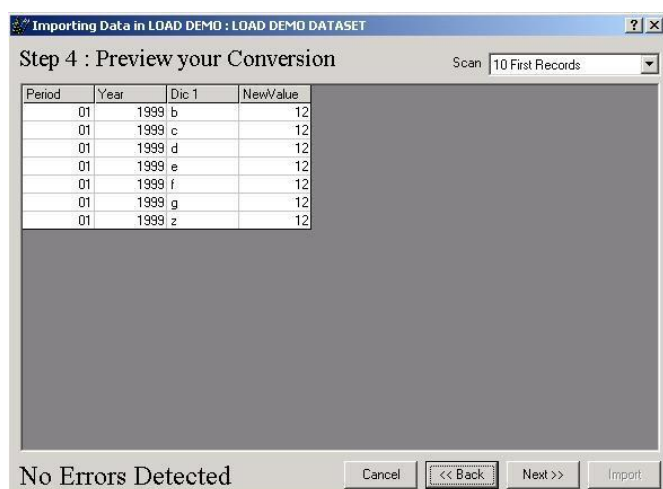 Importing Data in LOAD DEMO : LOAD DEMO DATASET
Step 4 : Preview your Conversion
Scan 10 First Records
Period Year Dic 1 NewValue
01 1999 b 12
01 1999 c 12
01 1999 d 12
01 1999 e 12
01 1999 f 12
01 1999 g 12
01 1999 z 12
No Errors Detected Cancel << Back Next >> Import